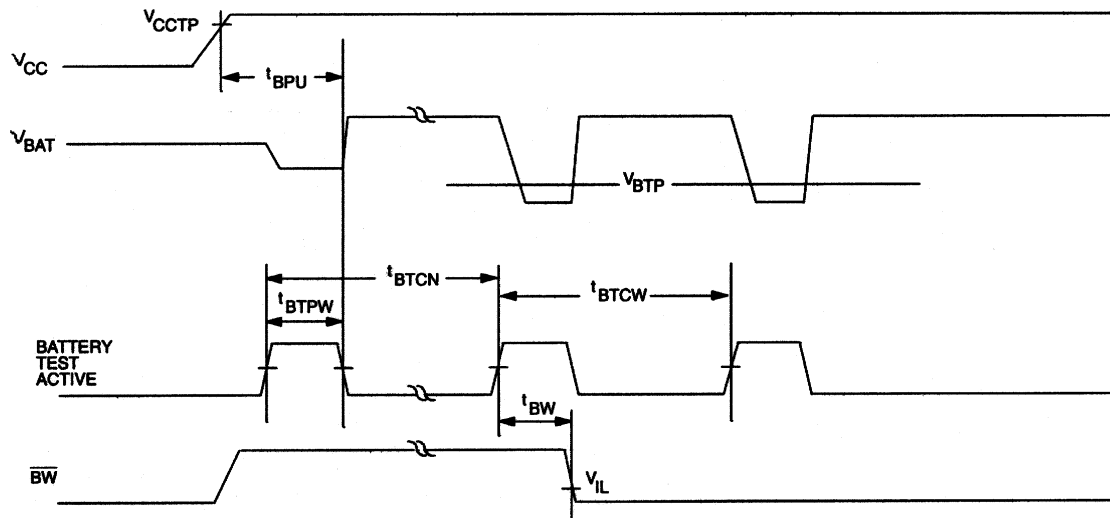 VCCTP
VCC
tBPU
VBAT
VBTP
tBTCN
tBTCW
tBTPW
BATTERY
TEST
ACTIVE
tBW
BW
VIL